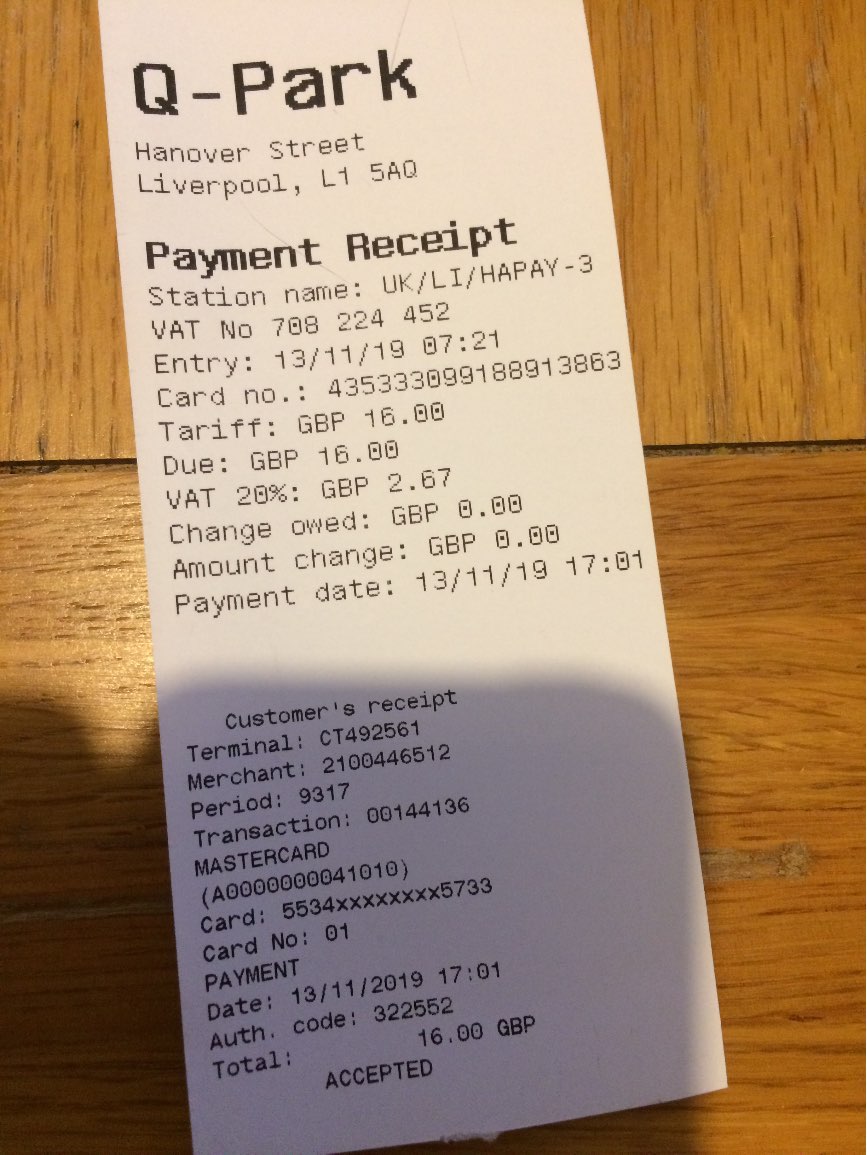 Q-Park
Hanover Street
Liverpool, L1 5AQ
Payment Receipt
Station name: UK/LI/HAPAY-3
VAT No 708 224 452
Entry: 13/11/19 07:21
Card no.: 435333099188913863
Tariff: GBP 16.00
Due: GBP 16.00
VAT 20%: GBP 2.67
Change owed: GBP 0.00
Amount change: GBP 0.00
Payment date: 13/11/19 17:01
Customer's receipt
Terminal: CT492561
Merchant: 2100446512
Period: 9317
Transaction: 00144136
MASTERCARD
(A0000000041010)
Card: 5534xxxxxxxx5733
Card No: 01
PAYMENT
Date: 13/11/2019 17:01
Auth. code: 322552
Total: 16.00 GBP
ACCEPTED